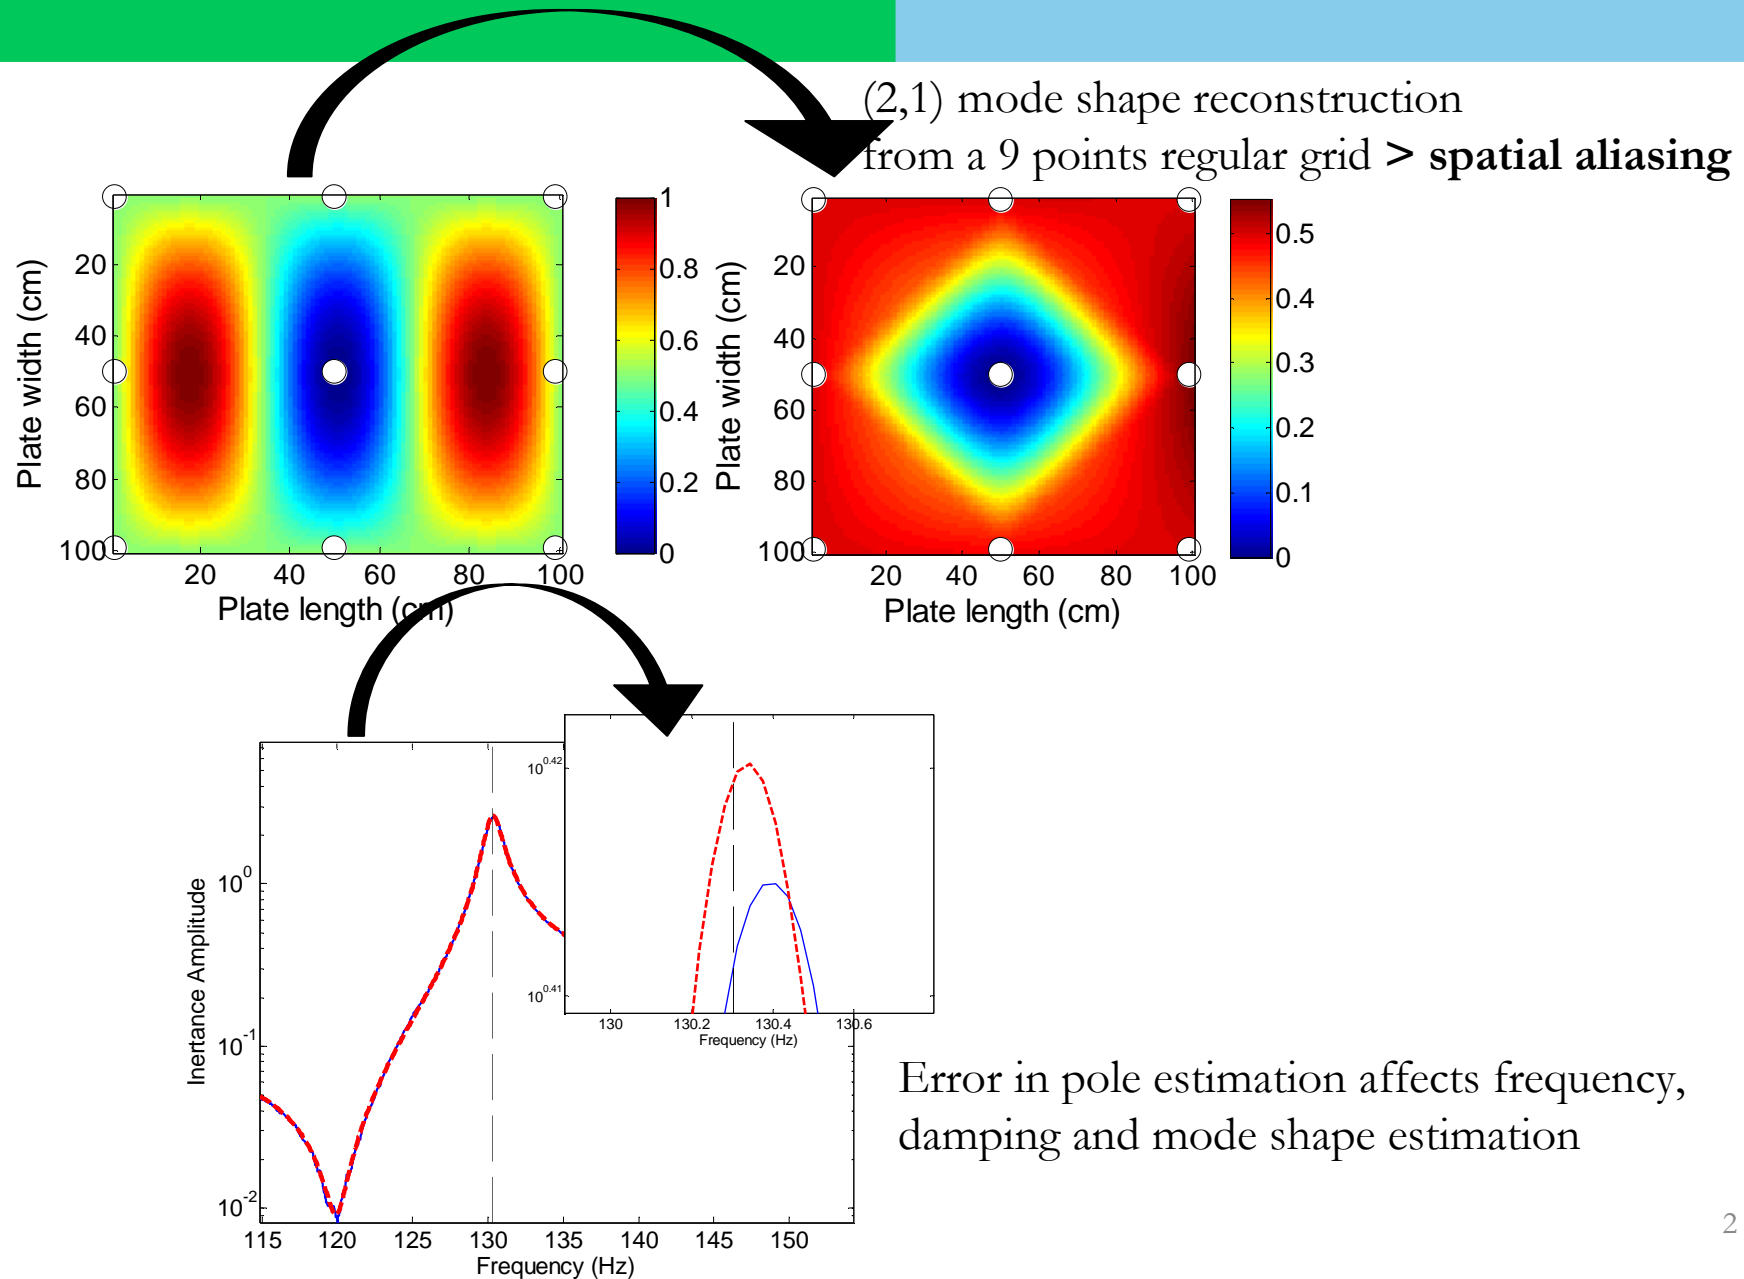 (2,1) mode shape reconstruction
from a 9 points regular grid > spatial aliasing
Plate width (cm)
20
40
60
80
100
20 40 60 80 100
Plate length (cm)
1
0.8
0.6
0.4
0.2
0
Plate width (cm)
20
40
60
80
100
20 40 60 80 100
Plate length (cm)
0.5
0.4
0.3
0.2
0.1
0
Inertance Amplitude
10^0
10^-1
10^-2
115 120 125 130 135 140 145 150
Frequency (Hz)
10^0.42
10^0.41
130 130.2 130.4 130.6
Frequency (Hz)
Error in pole estimation affects frequency,
damping and mode shape estimation
2